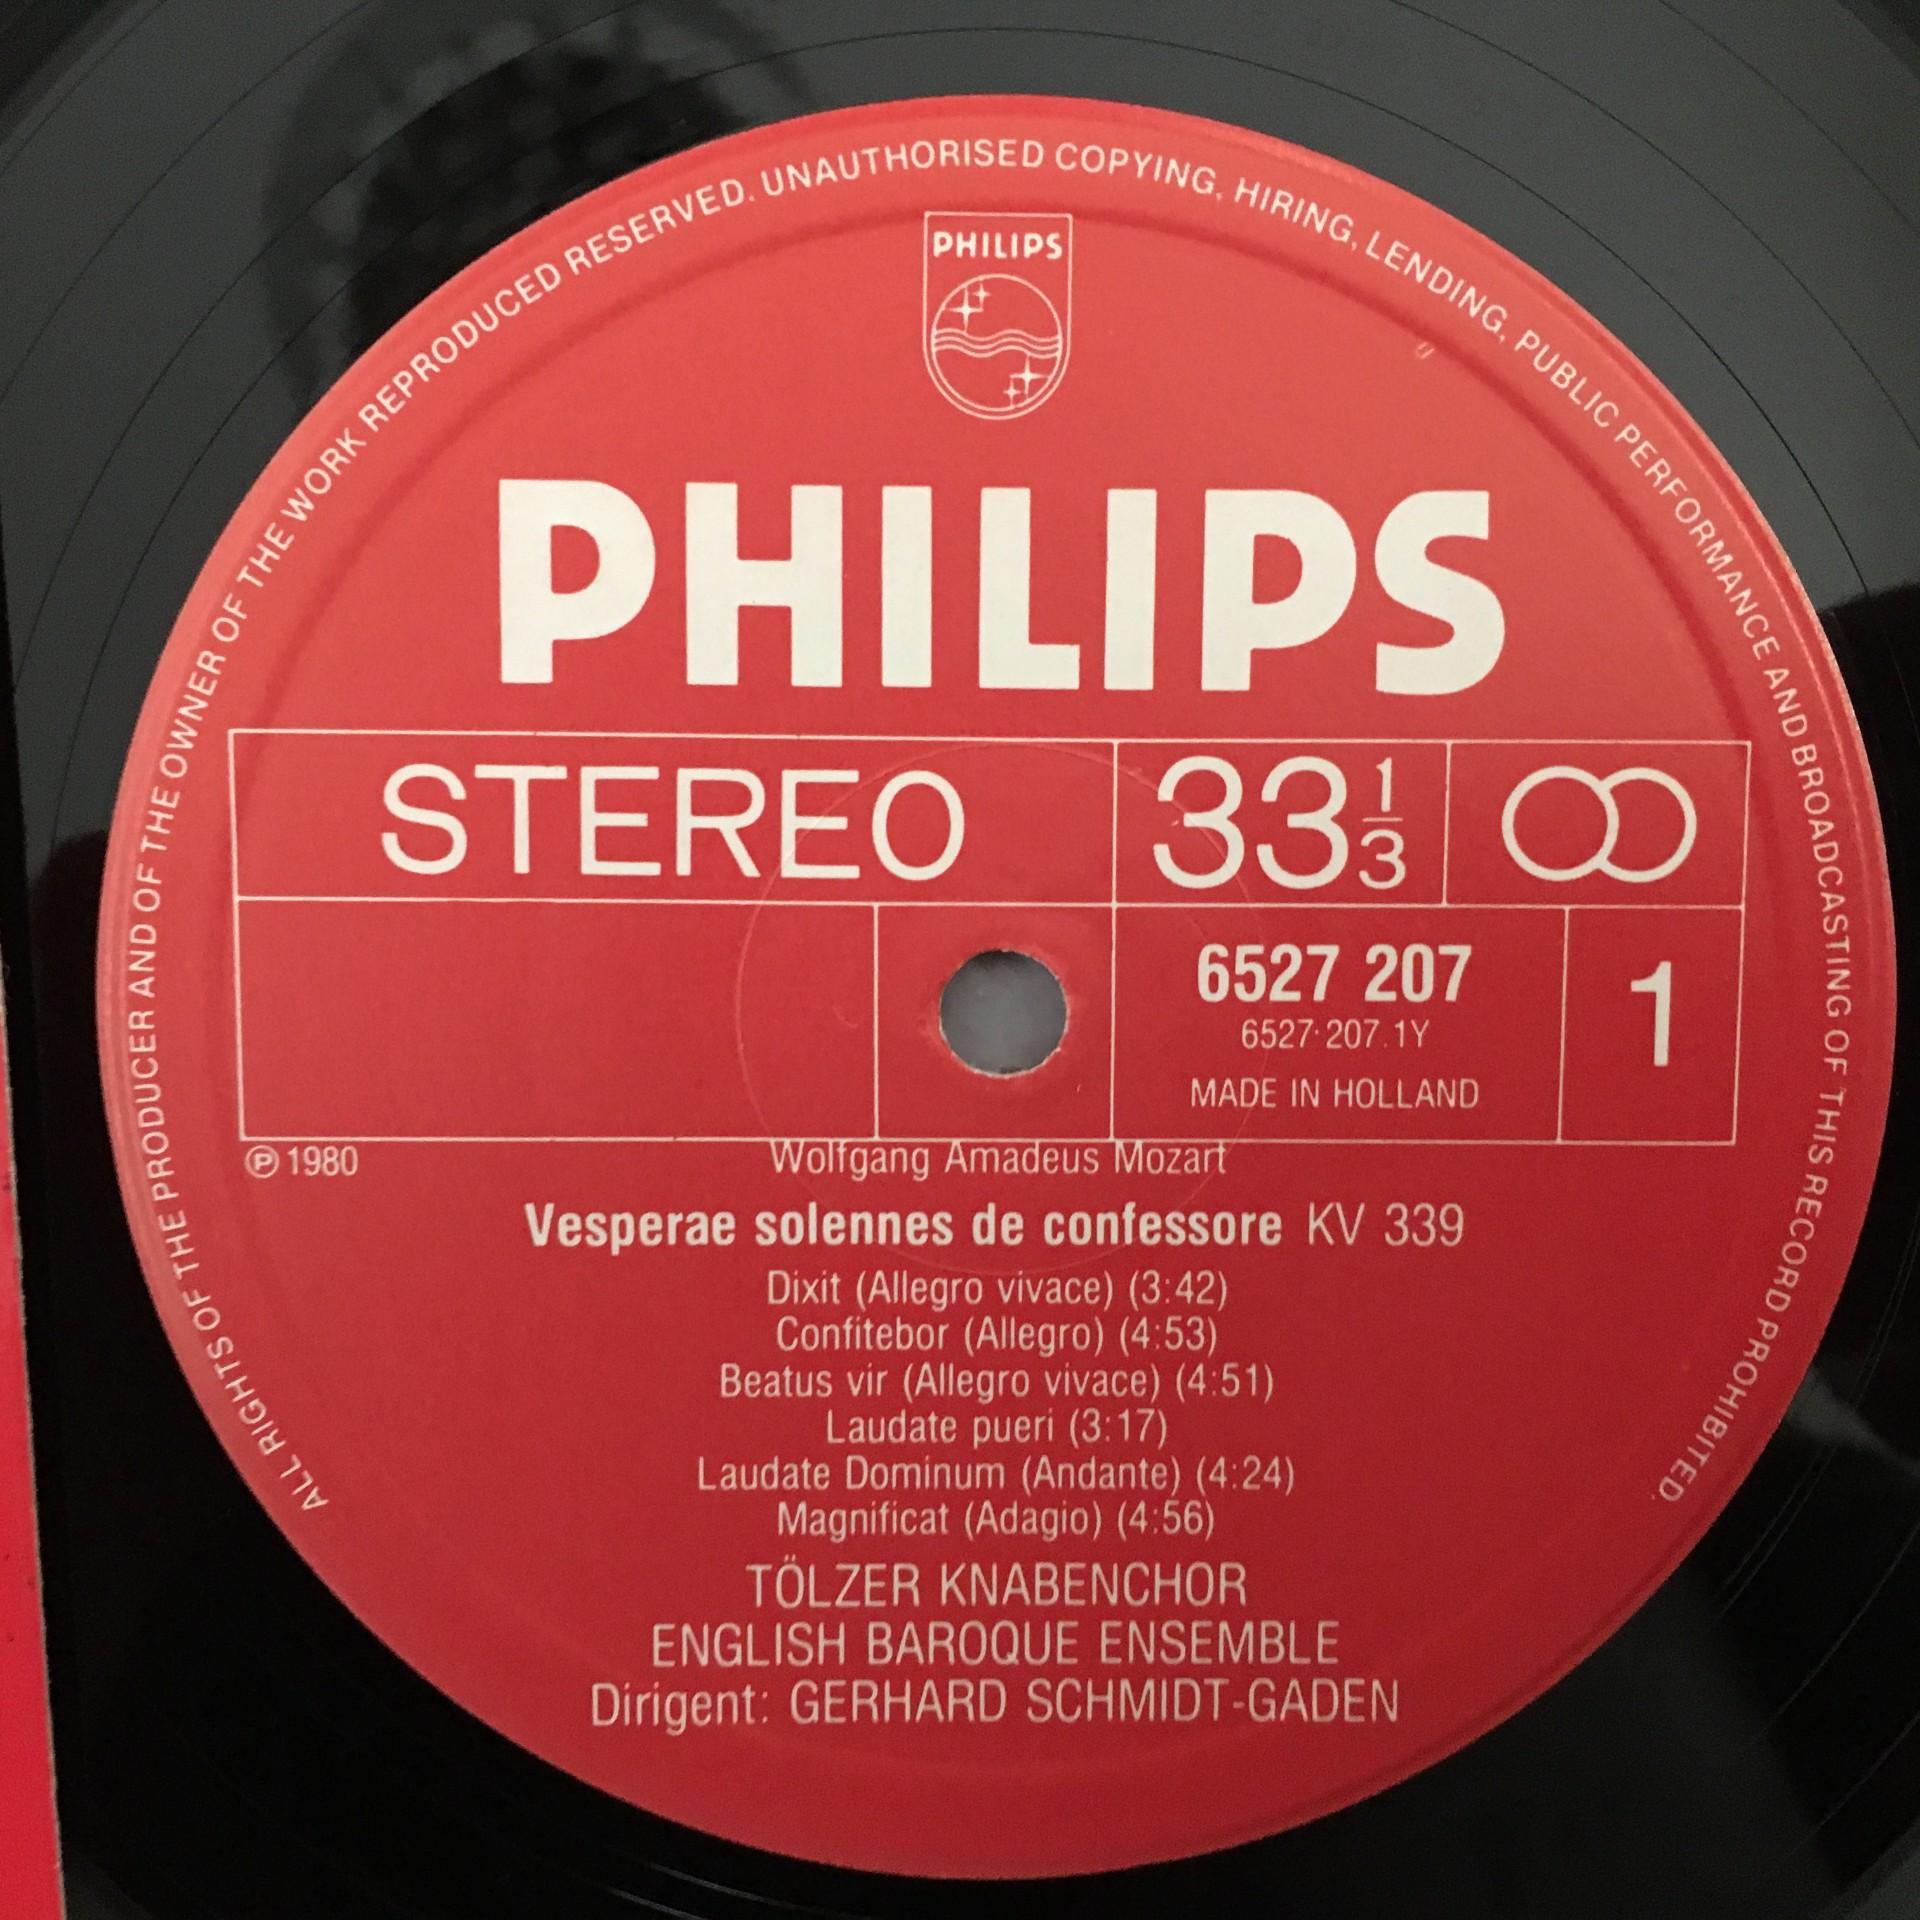 ALL RIGHTS OF THE PRODUCER AND OF THE OWNER OF THE WORK REPRODUCED RESERVED. UNAUTHORISED COPYING, HIRING, LENDING, PUBLIC PERFORMANCE AND BROADCASTING OF THIS RECORD PROHIBITED.
PHILIPS
PHILIPS
STEREO 33 1/3
6527 207 1
6527 207.1Y
MADE IN HOLLAND
℗ 1980 Wolfgang Amadeus Mozart
Vesperae solennes de confessore KV 339
Dixit (Allegro vivace) (3:42)
Confitebor (Allegro) (4:53)
Beatus vir (Allegro vivace) (4:51)
Laudate pueri (3:17)
Laudate Dominum (Andante) (4:24)
Magnificat (Adagio) (4:56)
TÖLZER KNABENCHOR
ENGLISH BAROQUE ENSEMBLE
Dirigent: GERHARD SCHMIDT-GADEN